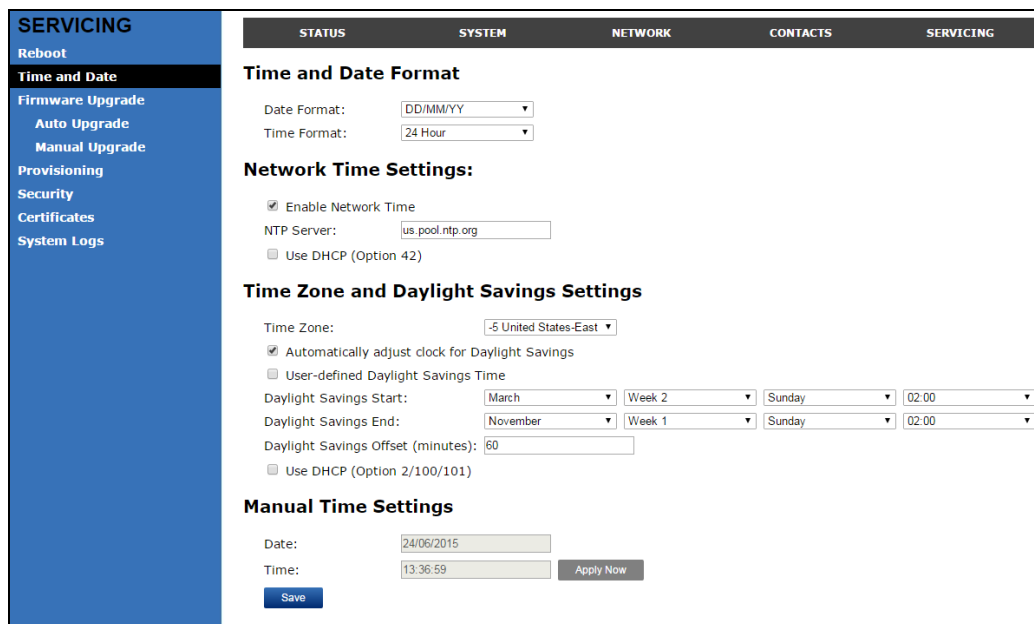 SERVICING
Reboot
Time and Date
Firmware Upgrade
Auto Upgrade
Manual Upgrade
Provisioning
Security
Certificates
System Logs
STATUS SYSTEM NETWORK CONTACTS SERVICING
Time and Date Format
Date Format: DD/MM/YY
Time Format: 24 Hour
Network Time Settings:
Enable Network Time
NTP Server: us.pool.ntp.org
Use DHCP (Option 42)
Time Zone and Daylight Savings Settings
Time Zone: -5 United States-East
Automatically adjust clock for Daylight Savings
User-defined Daylight Savings Time
Daylight Savings Start: March Week 2 Sunday 02:00
Daylight Savings End: November Week 1 Sunday 02:00
Daylight Savings Offset (minutes): 60
Use DHCP (Option 2/100/101)
Manual Time Settings
Date: 24/06/2015
Time: 13:36:59 Apply Now
Save